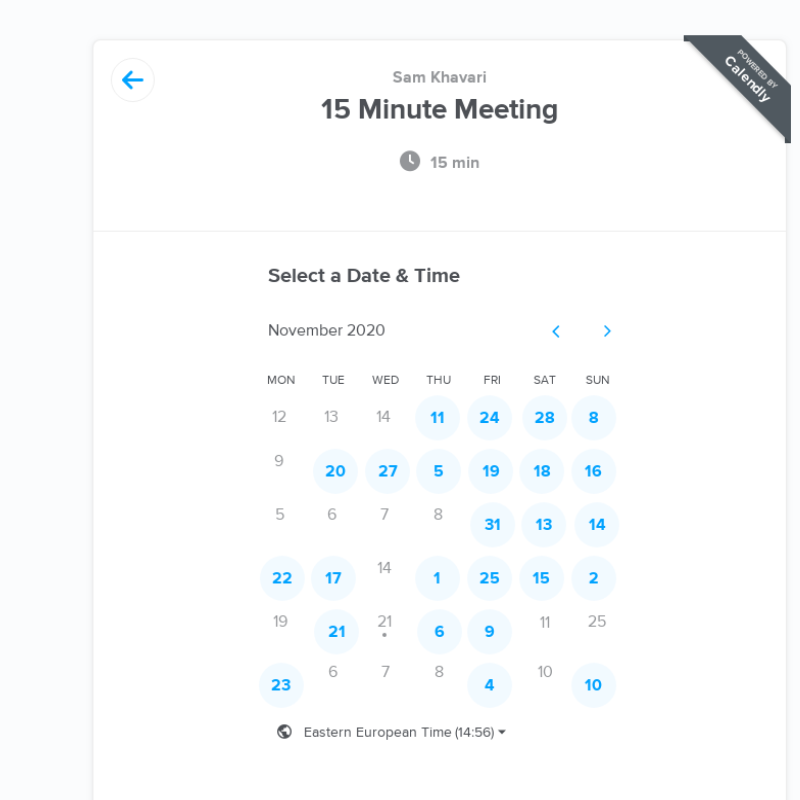 POWERED BY
Calendly
Sam Khavari
15 Minute Meeting
15 min
Select a Date & Time
November 2020
MON TUE WED THU FRI SAT SUN
12 13 14 11 24 28 8
9 20 27 5 19 18 16
5 6 7 8 31 13 14
22 17 14 1 25 15 2
19 21 21 6 9 11 25
23 6 7 8 4 10 10
Eastern European Time (14:56)